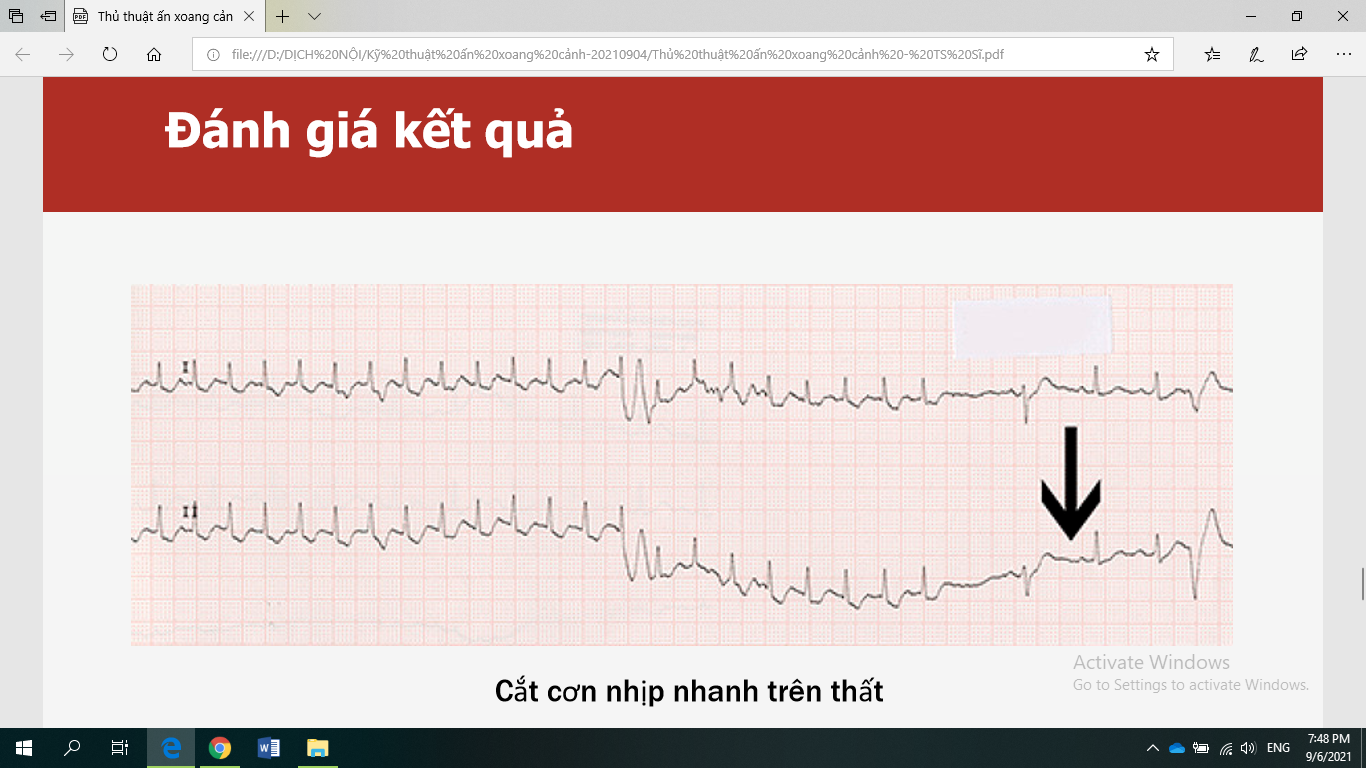 Thủ thuật ấn xoang cản
file:///D:/DỊCH%20NỘI/Kỹ%20thuật%20ấn%20xoang%20cảnh-20210904/Thủ%20thuật%20ấn%20xoang%20cảnh%20-%20TS%20Sĩ.pdf
Đánh giá kết quả
I
II
Cắt cơn nhịp nhanh trên thất
Activate Windows
Go to Settings to activate Windows.
ENG
7:48 PM
9/6/2021